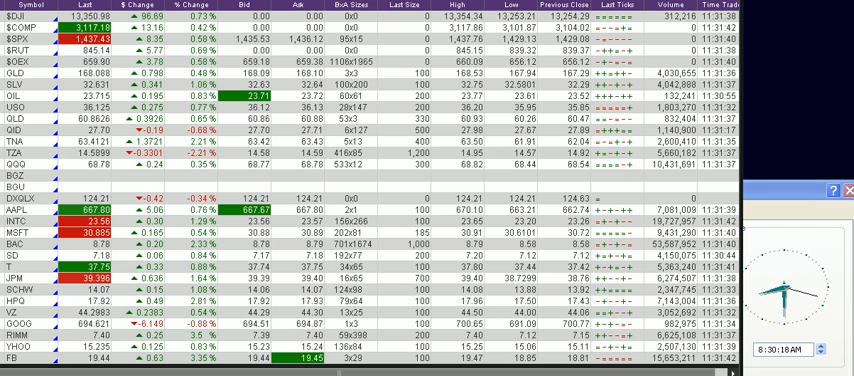 Symbol Last $ Change % Change Bid Ask BxA Sizes Last Size High Low Previous Close Last Ticks Volume Time Trade
$DJI 13,350.98 96.69 0.73 % 0.00 0.00 0x0 0 13,354.34 13,253.21 13,254.29 ====== 312,216 11:31:38
$COMP 3,117.18 13.16 0.42 % 0.00 0.00 0x0 0 3,117.86 3,101.87 3,104.02 0 11:31:42
$SPX 1,437.43 8.35 0.58 % 1,435.53 1,436.12 95x15 0 1,437.76 1,429.13 1,429.08 0 11:31:40
$RUT 845.14 5.77 0.69 % 0.00 0.00 0x0 0 845.15 839.32 839.37 0 11:31:38
$OEX 659.90 3.78 0.58 % 659.18 659.38 1106x1965 0 660.09 656.12 656.12 0 11:31:40
GLD 168.088 0.798 0.48 % 168.09 168.10 3x3 100 168.53 167.94 167.29 4,030,655 11:31:36
SLV 32.631 0.341 1.06 % 32.63 32.64 100x200 100 32.75 32.5801 32.29 4,042,888 11:31:37
OIL 23.715 0.195 0.83 % 23.71 23.72 60x61 200 23.77 23.61 23.52 132,241 11:30:55
USO 36.125 0.275 0.77 % 36.12 36.13 28x147 200 36.20 35.95 35.85 1,803,270 11:31:32
QLD 60.8626 0.3926 0.65 % 60.86 60.88 53x3 330 60.93 60.26 60.47 832,404 11:31:37
QID 27.70 -0.19 -0.68 % 27.70 27.71 6x127 500 27.98 27.67 27.89 1,140,900 11:31:17
TNA 63.4121 1.3721 2.21 % 63.42 63.43 5x13 400 63.50 61.91 62.04 2,600,410 11:31:35
TZA 14.5899 -0.3301 -2.21 % 14.58 14.59 416x85 1,200 14.95 14.57 14.92 5,660,182 11:31:37
QQQ 68.78 0.24 0.35 % 68.77 68.78 533x12 300 68.82 68.44 68.54 10,431,691 11:31:37
BGZ
BGU
DXQLX 124.21 -0.42 -0.34 % 124.21 124.21 0x0 0 124.21 124.21 124.63 = 0
AAPL 667.80 5.06 0.76 % 667.67 667.80 2x1 100 670.10 663.21 662.74 7,081,009 11:31:39
INTC 23.56 0.30 1.29 % 23.56 23.57 156x266 100 23.65 23.20 23.26 19,727,957 11:31:42
MSFT 30.885 0.165 0.54 % 30.88 30.89 202x81 185 30.91 30.6101 30.72 9,431,290 11:31:40
BAC 8.78 0.20 2.33 % 8.78 8.79 701x1674 1,000 8.79 8.58 8.58 53,587,952 11:31:40
SD 7.18 0.06 0.84 % 7.17 7.18 192x77 200 7.20 7.12 7.12 4,150,075 11:30:44
T 37.75 0.33 0.88 % 37.74 37.75 34x65 100 37.80 37.44 37.42 5,363,240 11:31:41
JPM 39.396 0.636 1.64 % 39.39 39.40 16x65 700 39.40 38.7299 38.76 6,274,507 11:31:38
SCHW 14.07 0.15 1.08 % 14.06 14.07 124x98 100 14.08 13.88 13.92 2,347,471 11:31:39
HPQ 17.92 0.49 2.81 % 17.92 17.93 79x64 100 17.96 17.50 17.43 7,143,004 11:31:36
VZ 44.2983 0.2383 0.54 % 44.29 44.30 13x25 100 44.50 44.00 44.06 3,052,692 11:31:32
GOOG 694.621 -6.149 -0.88 % 694.51 694.87 1x3 100 700.65 691.09 700.77 982,975 11:31:34
RIMM 7.40 0.25 3.5 % 7.39 7.40 59x398 200 7.40 7.12 7.15 6,625,108 11:31:37
YHOO 15.235 0.125 0.83 % 15.23 15.24 136x84 100 15.25 15.06 15.11 2,507,130 11:31:39
FB 19.44 0.63 3.35 % 19.44 19.45 3x29 100 19.47 18.85 18.81 15,653,211 11:31:42
8:30:18 AM